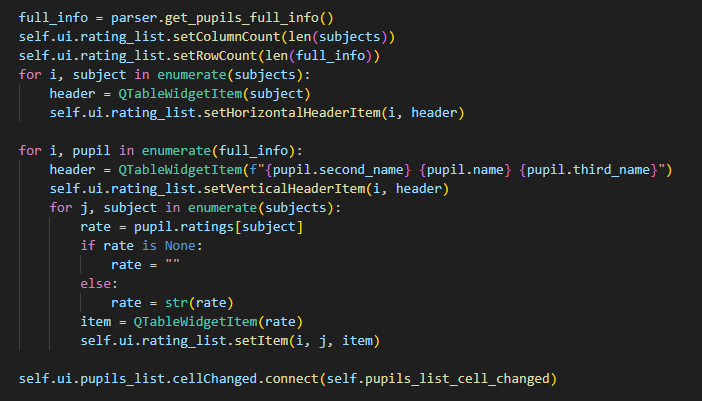 full_info = parser.get_pupils_full_info()
self.ui.rating_list.setColumnCount(len(subjects))
self.ui.rating_list.setRowCount(len(full_info))
for i, subject in enumerate(subjects):
    header = QTableWidgetItem(subject)
    self.ui.rating_list.setHorizontalHeaderItem(i, header)

for i, pupil in enumerate(full_info):
    header = QTableWidgetItem(f"{pupil.second_name} {pupil.name} {pupil.third_name}")
    self.ui.rating_list.setVerticalHeaderItem(i, header)
    for j, subject in enumerate(subjects):
        rate = pupil.ratings[subject]
        if rate is None:
            rate = ""
        else:
            rate = str(rate)
        item = QTableWidgetItem(rate)
        self.ui.rating_list.setItem(i, j, item)

self.ui.pupils_list.cellChanged.connect(self.pupils_list_cell_changed)